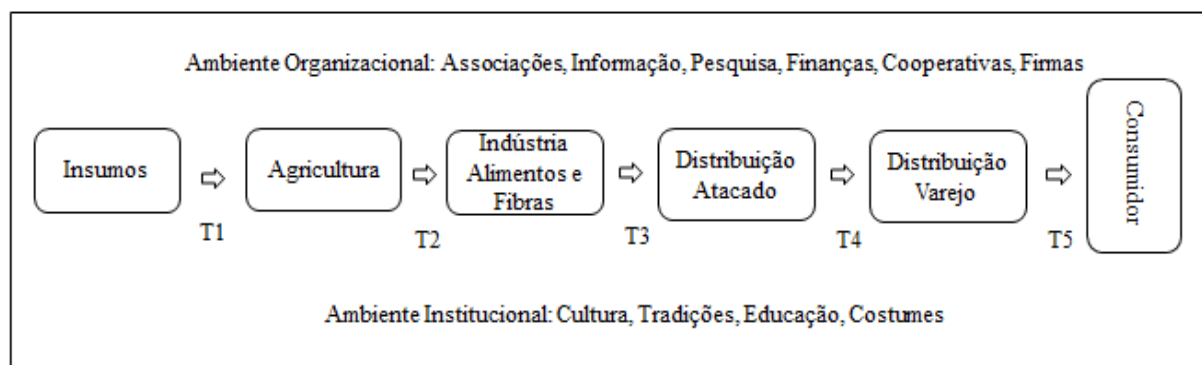 Ambiente Organizacional: Associações, Informação, Pesquisa, Finanças, Cooperativas, Firmas
Insumos
Agricultura
Indústria
Alimentos e
Fibras
Distribuição
Atacado
Distribuição
Varejo
Consumidor
T1
T2
T3
T4
T5
Ambiente Institucional: Cultura, Tradições, Educação, Costumes